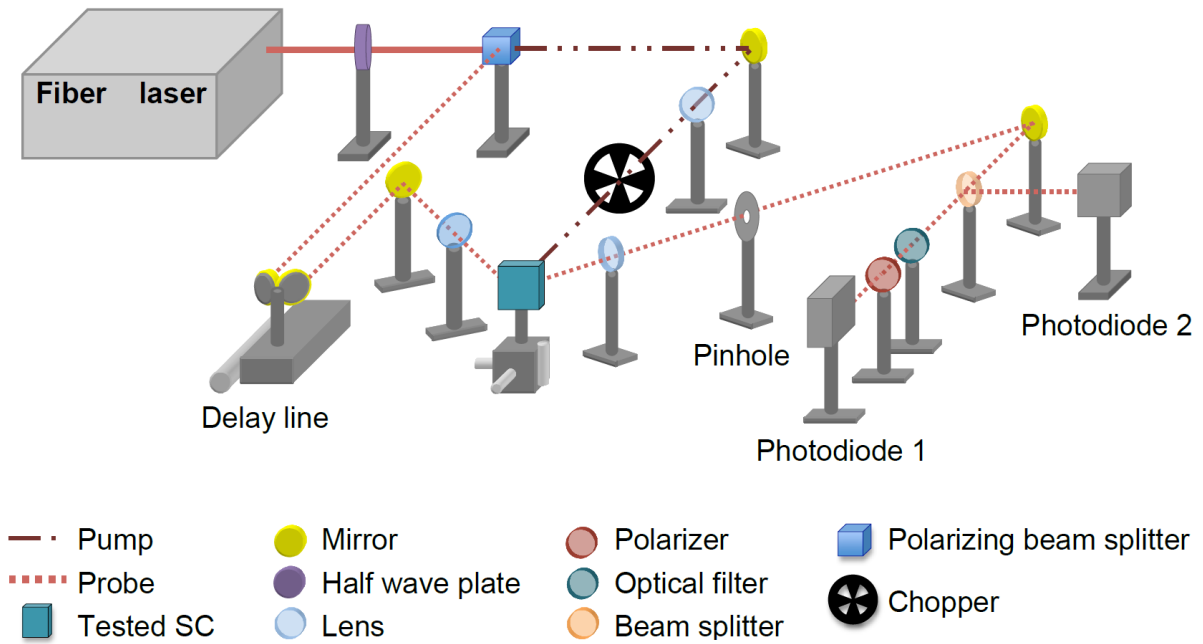 Fiber laser
Delay line
Pinhole
Photodiode 2
Photodiode 1
Pump
Mirror
Polarizer
Polarizing beam splitter
Probe
Half wave plate
Optical filter
Chopper
Tested SC
Lens
Beam splitter